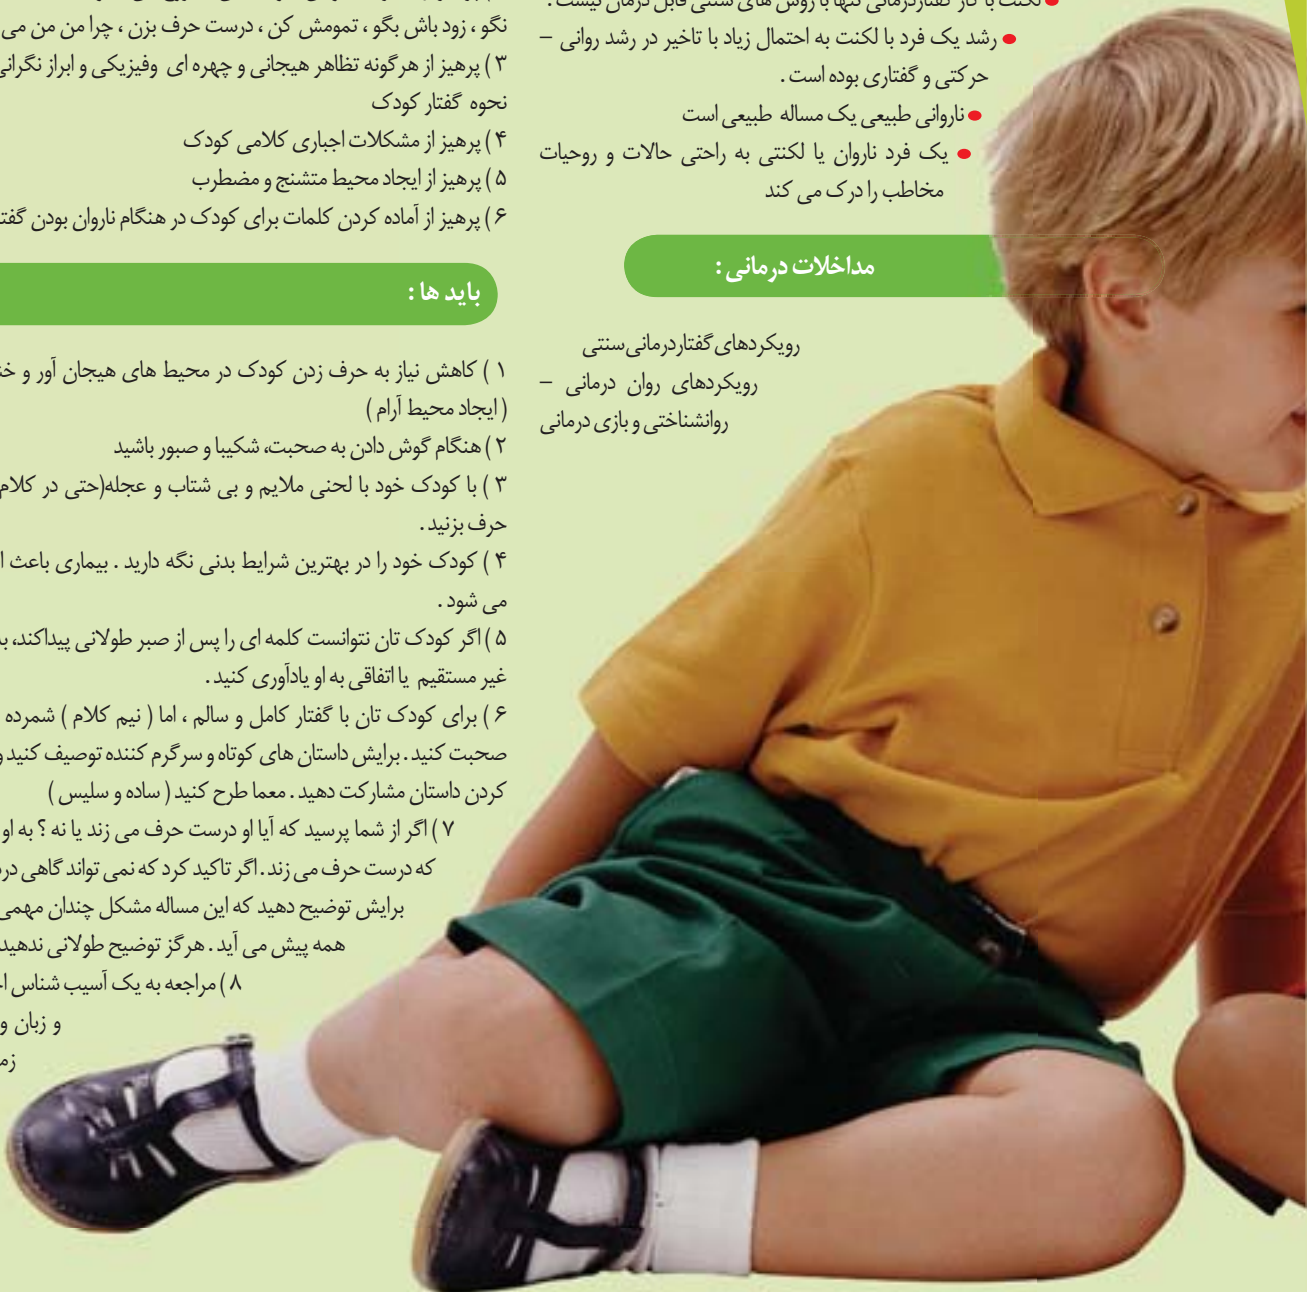 لکنت با کار گفتاردرمانی تنها با روش های سنتی قابل درمان نیست .
رشد یک فرد با لکنت به احتمال زیاد با تاخیر در رشد روانی –
حرکتی و گفتاری بوده است .
ناروانی طبیعی یک مساله طبیعی است
یک فرد ناروان یا لکنتی به راحتی حالات و روحیات
مخاطب را درک می کند
مداخلات درمانی :
رویکردهای گفتاردرمانی سنتی
رویکردهای روان درمانی –
روانشناختی و بازی درمانی
نگو ، زود باش بگو ، تمومش کن ، درست حرف بزن ، چرا من من می
۳ ) پرهیز از هرگونه تظاهر هیجانی و چهره ای وفیزیکی و ابراز نگرانی
نحوه گفتار کودک
۴ ) پرهیز از مشکلات اجباری کلامی کودک
۵ ) پرهیز از ایجاد محیط متشنج و مضطرب
۶ ) پرهیز از آماده کردن کلمات برای کودک در هنگام ناروان بودن
باید ها :
۱ ) کاهش نیاز به حرف زدن کودک در محیط های هیجان آور و
( ایجاد محیط آرام )
۲ ) هنگام گوش دادن به صحبت، شکیبا و صبور باشید
۳ ) با کودک خود با لحنی ملایم و بی شتاب و عجله(حتی در کلام
حرف بزنید .
۴ ) کودک خود را در بهترین شرایط بدنی نگه دارید . بیماری باعث
می شود .
۵ ) اگر کودک تان نتوانست کلمه ای را پس از صبر طولانی پیداکند،
غیر مستقیم یا اتفاقی به او یادآوری کنید .
۶ ) برای کودک تان با گفتار کامل و سالم ، اما ( نیم کلام ) شمرده
صحبت کنید . برایش داستان های کوتاه و سرگرم کننده توصیف کنید و
کردن داستان مشارکت دهید . معما طرح کنید ( ساده و سلیس )
۷ ) اگر از شما پرسید که آیا او درست حرف می زند یا نه ؟ به او
که درست حرف می زند . اگر تاکید کرد که نمی تواند گاهی
برایش توضیح دهید که این مساله مشکل چندان مهمی
همه پیش می آید . هرگز توضیح طولانی ندهید
۸ ) مراجعه به یک آسیب شناس
و زبان و